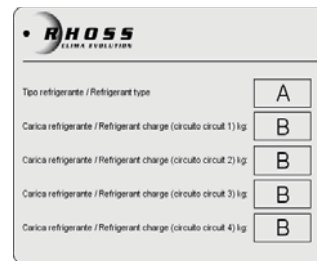 • RHOSS
CLIMA EVOLUTION
Tipo refrigerante / Refrigerant type A
Carica refrigerante / Refrigerant charge (circuito circuit 1) kg: B
Carica refrigerante / Refrigerant charge (circuito circuit 2) kg: B
Carica refrigerante / Refrigerant charge (circuito circuit 3) kg: B
Carica refrigerante / Refrigerant charge (circuito circuit 4) kg: B